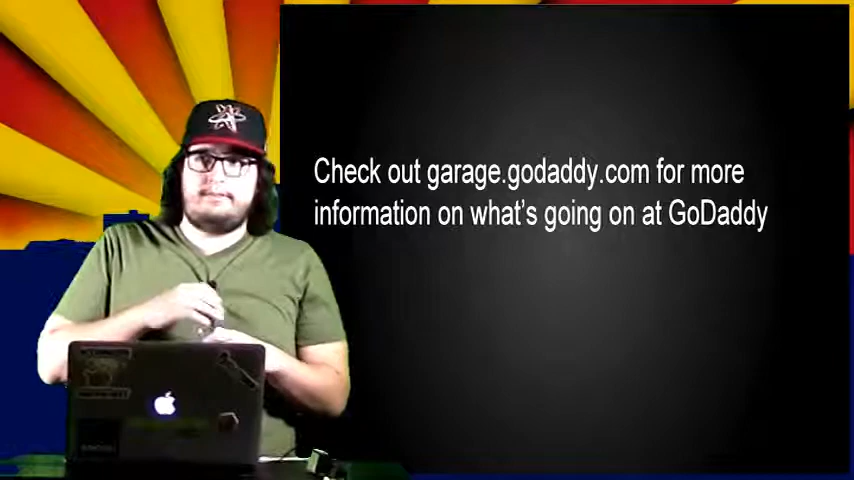 Check out garage.godaddy.com for more
information on what's going on at GoDaddy